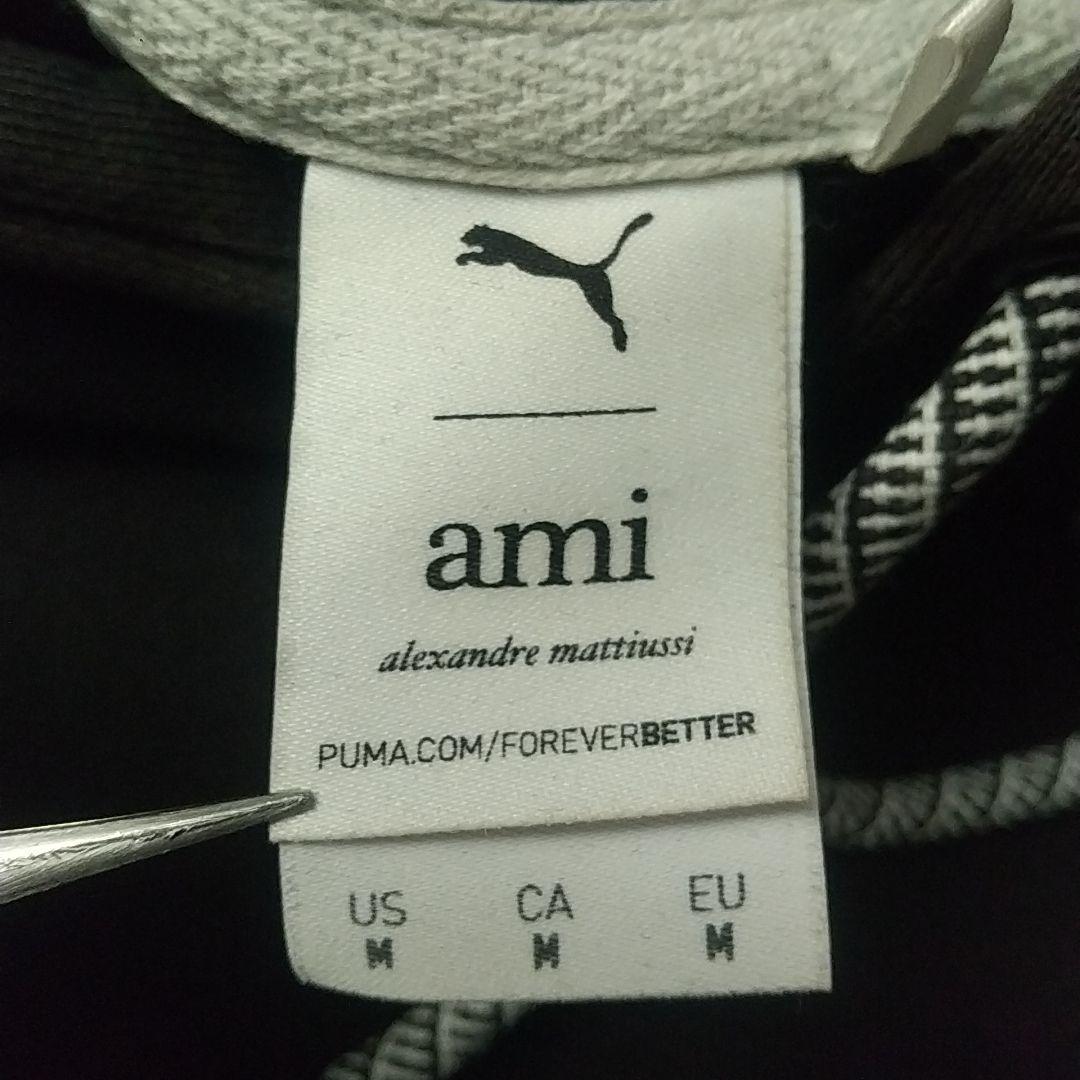 ami
alexandre mattiussi
PUMA.COM/FOREVERBETTER
US CA EU
M M M